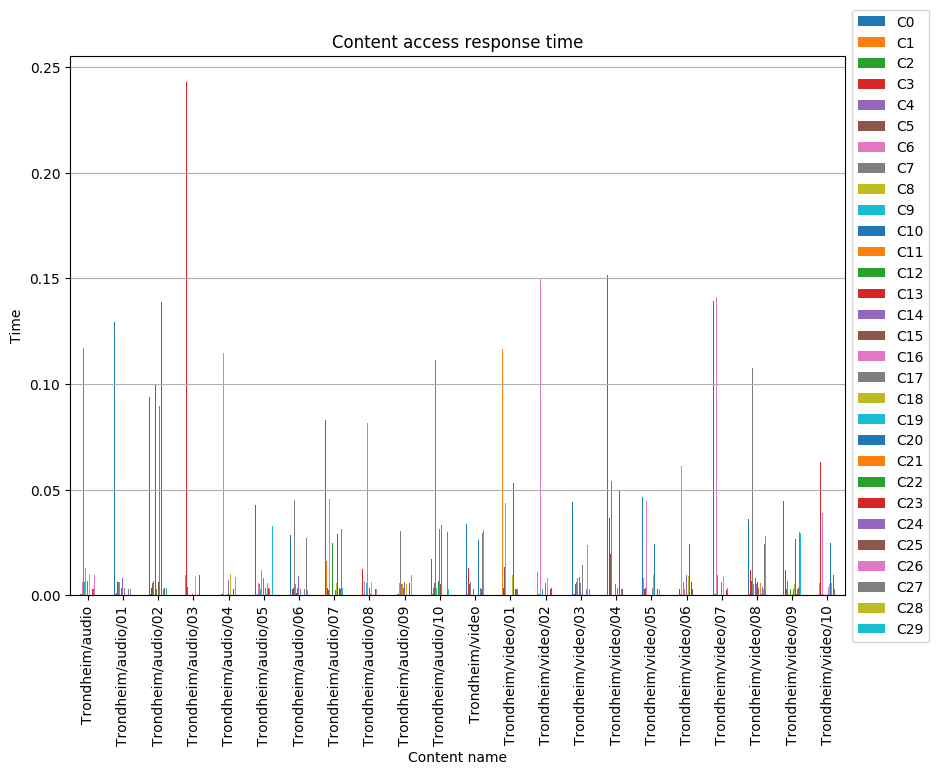 Content access response time
0.25
0.20
0.15
0.10
0.05
0.00
Time
Trondheim/audio
Trondheim/audio/01
Trondheim/audio/02
Trondheim/audio/03
Trondheim/audio/04
Trondheim/audio/05
Trondheim/audio/06
Trondheim/audio/07
Trondheim/audio/08
Trondheim/audio/09
Trondheim/audio/10
Trondheim/video
Trondheim/video/01
Trondheim/video/02
Trondheim/video/03
Trondheim/video/04
Trondheim/video/05
Trondheim/video/06
Trondheim/video/07
Trondheim/video/08
Trondheim/video/09
Trondheim/video/10
Content name
C0
C1
C2
C3
C4
C5
C6
C7
C8
C9
C10
C11
C12
C13
C14
C15
C16
C17
C18
C19
C20
C21
C22
C23
C24
C25
C26
C27
C28
C29